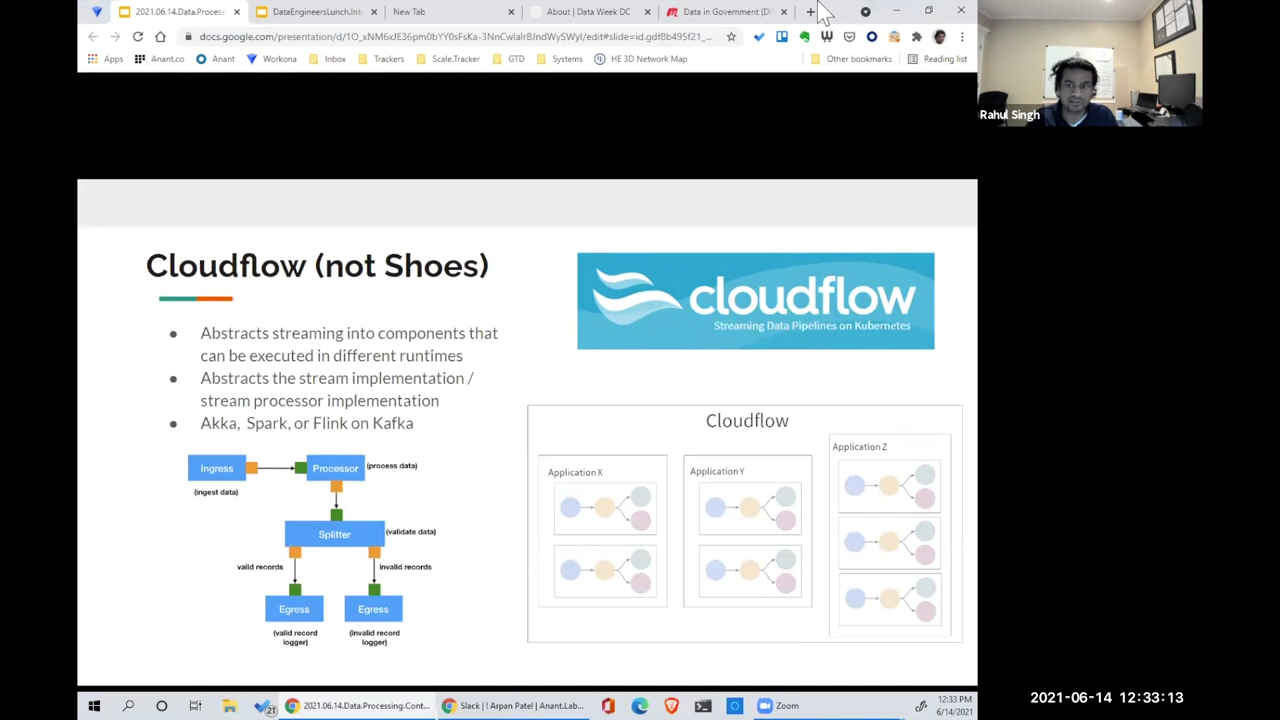 2021.06.14.Data.Process
DataEngineersLunch.Int
New Tab
About | Data Week DC
Data in Government (D
docs.google.com/presentation/d/1O_xNM6xJE36pm0bYY0sFsKa-3NnCwlalrBJndWySWyI/edit#slide=id.gdf8b495f21_...
Apps
Anant.co
Anant
Workona
Inbox
Trackers
Scale.Tracker
GTD
Systems
HE 3D Network Map
Other bookmarks
Reading list
Rahul Singh
Cloudflow (not Shoes)
cloudflow
Streaming Data Pipelines on Kubernetes
● Abstracts streaming into components that
can be executed in different runtimes
● Abstracts the stream implementation /
stream processor implementation
● Akka, Spark, or Flink on Kafka
Ingress
(ingest data)
Processor
(process data)
Splitter
(validate data)
valid records
invalid records
Egress
(valid record
logger)
Egress
(invalid record
logger)
Cloudflow
Application X
Application Y
Application Z
21
2021.06.14.Data.Processing.Cont...
Slack | ! Arpan Patel | Anant.Lab...
Zoom
12:33 PM
6/14/2021
2021-06-14 12:33:13